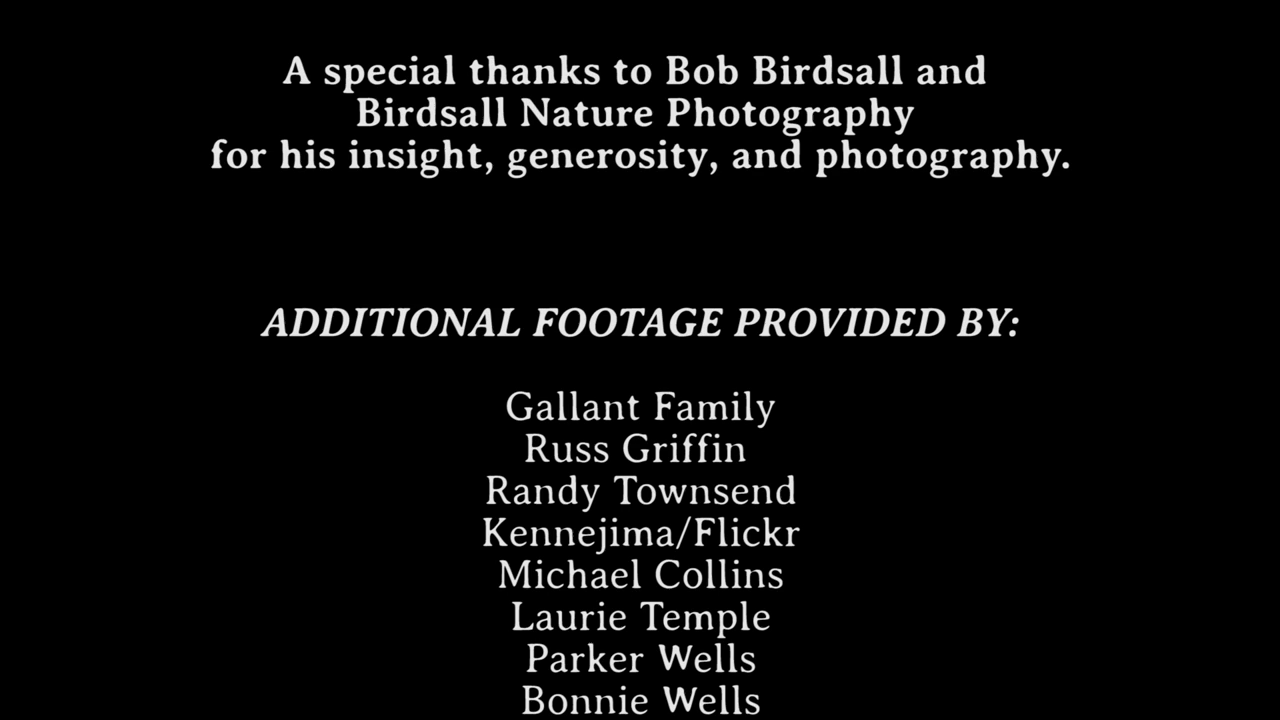 A special thanks to Bob Birdsall and
Birdsall Nature Photography
for his insight, generosity, and photography.
ADDITIONAL FOOTAGE PROVIDED BY:
Gallant Family
Russ Griffin
Randy Townsend
Kennejima/Flickr
Michael Collins
Laurie Temple
Parker Wells
Bonnie Wells